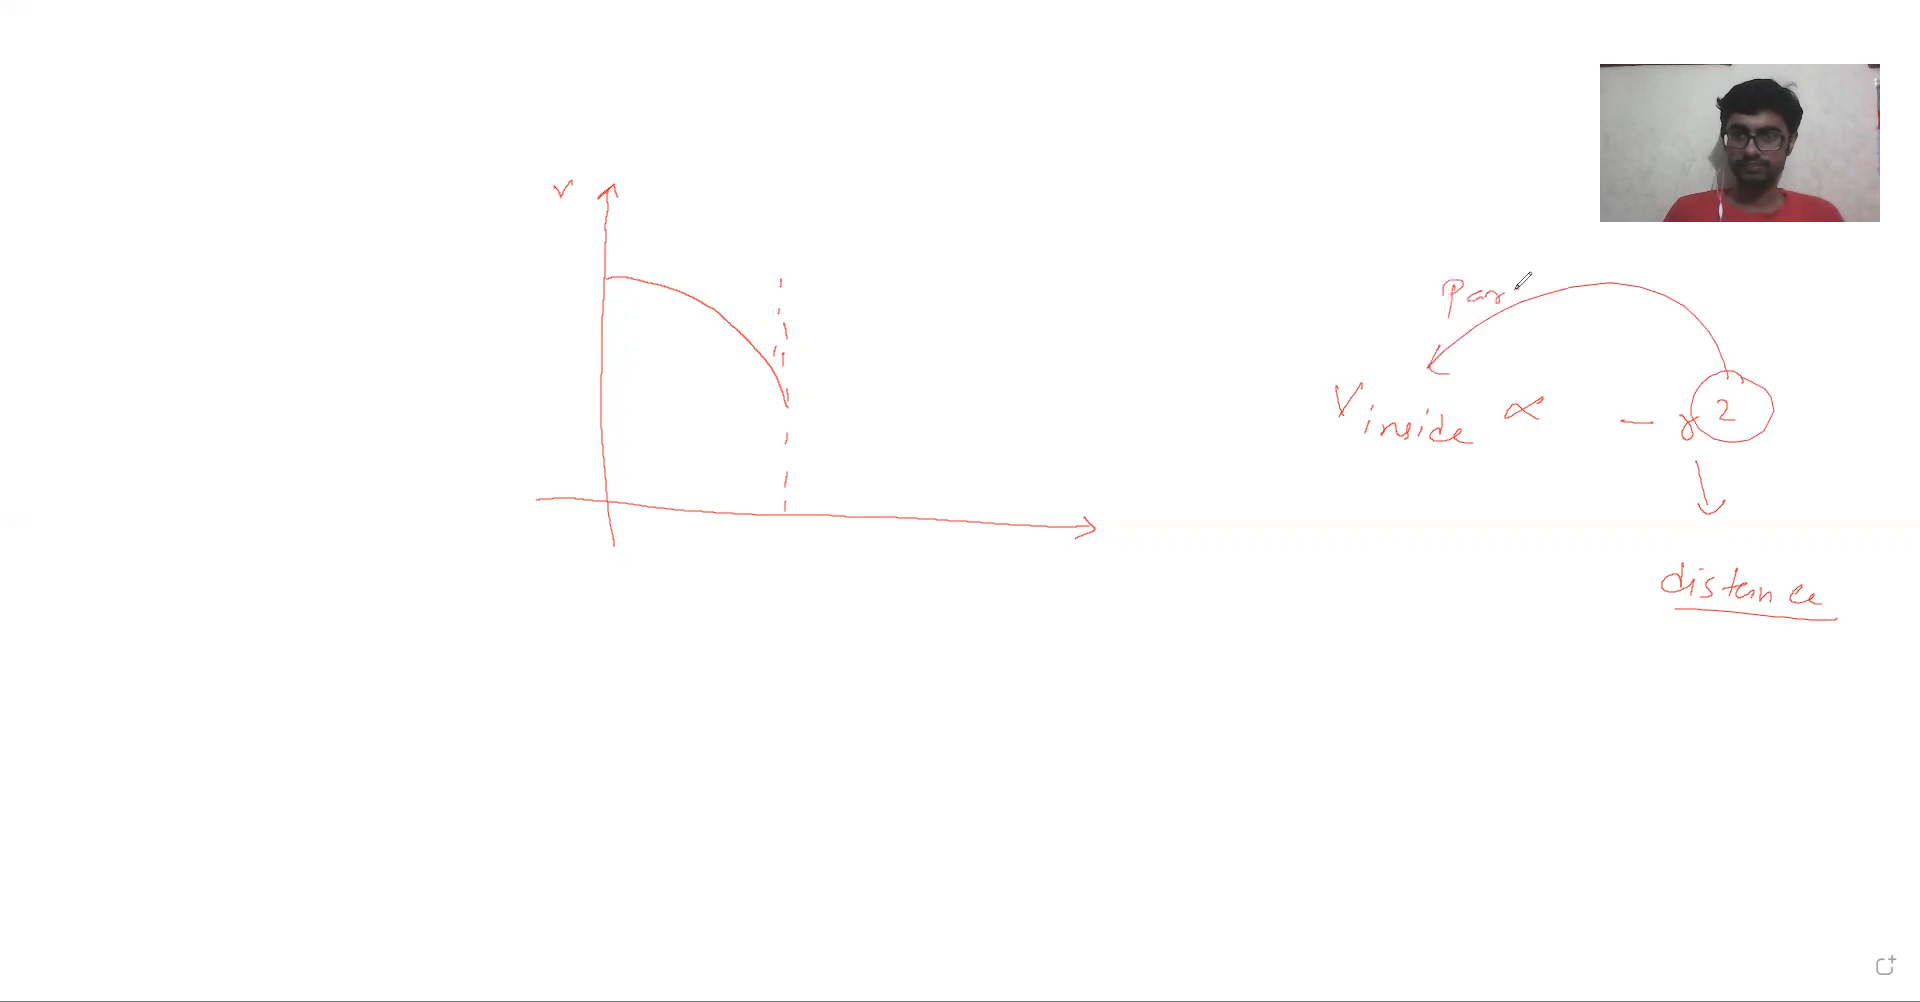 V
Par
V inside ∝ - r²
distance